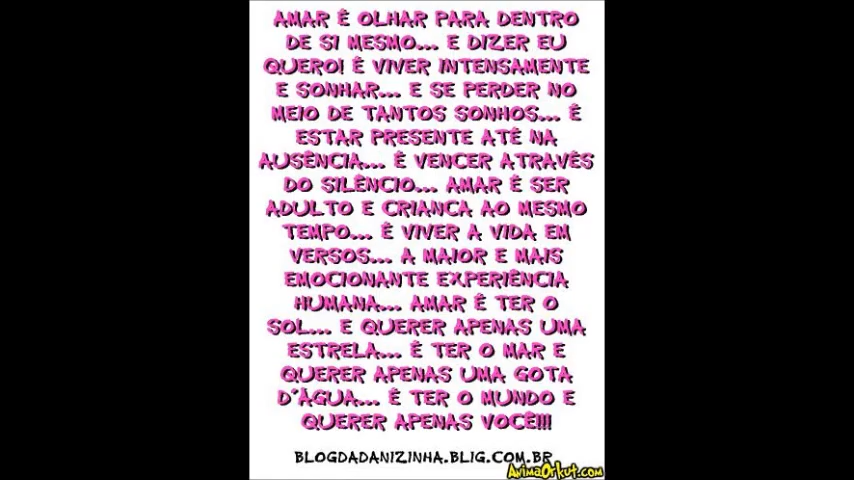 AMAR É OLHAR PARA DENTRO
DE SI MESMO... E DIZER EU
QUERO! É VIVER INTENSAMENTE
E SONHAR... E SE PERDER NO
MEIO DE TANTOS SONHOS... É
ESTAR PRESENTE ATÉ NA
AUSÊNCIA... É VENCER ATRAVÉS
DO SILÊNCIO... AMAR É SER
ADULTO E CRIANCA AO MESMO
TEMPO... É VIVER A VIDA EM
VERSOS... A MAIOR E MAIS
EMOCIONANTE EXPERIÊNCIA
HUMANA... AMAR É TER O
SOL... E QUERER APENAS UMA
ESTRELA... É TER O MAR E
QUERER APENAS UMA GOTA
D'ÁGUA... É TER O MUNDO E
QUERER APENAS VOCÊ!!!
BLOGDADANIZINHA.BLIG.COM.BR
AnimaOrkut.com